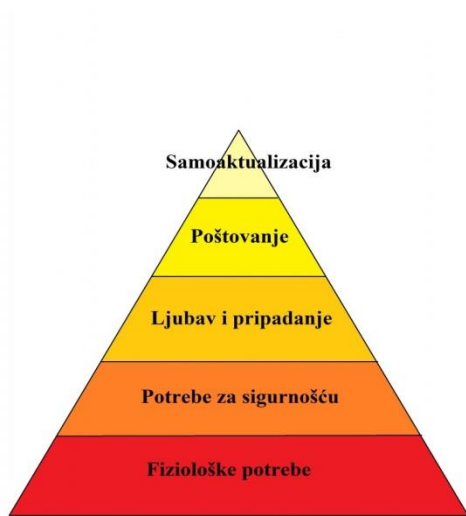 Samoaktualizacija
Poštovanje
Ljubav i pripadanje
Potrebe za sigurnošću
Fiziološke potrebe